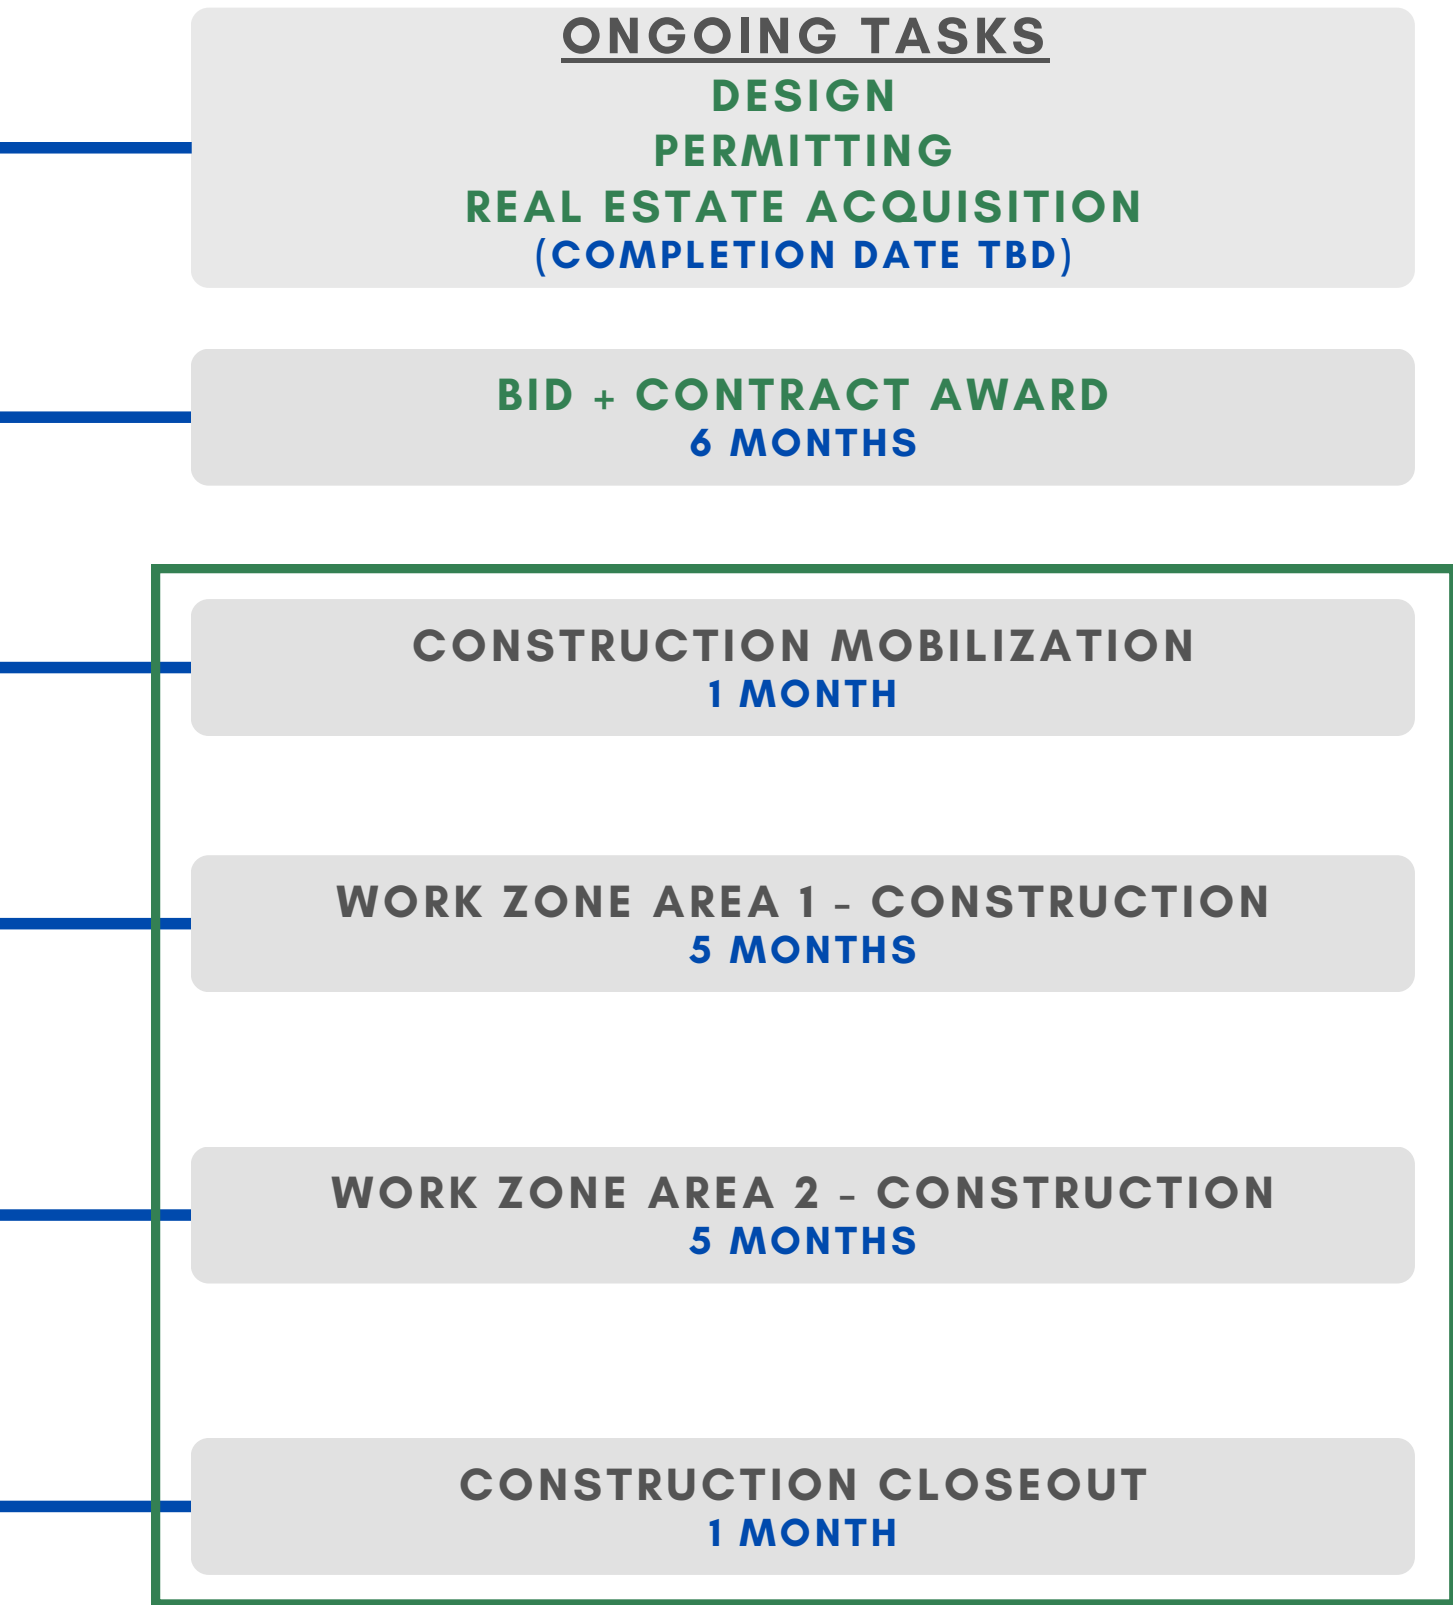 ONGOING TASKS
DESIGN
PERMITTING
REAL ESTATE ACQUISITION
(COMPLETION DATE TBD)
BID + CONTRACT AWARD
6 MONTHS
CONSTRUCTION MOBILIZATION
1 MONTH
WORK ZONE AREA 1 - CONSTRUCTION
5 MONTHS
WORK ZONE AREA 2 - CONSTRUCTION
5 MONTHS
CONSTRUCTION CLOSEOUT
1 MONTH